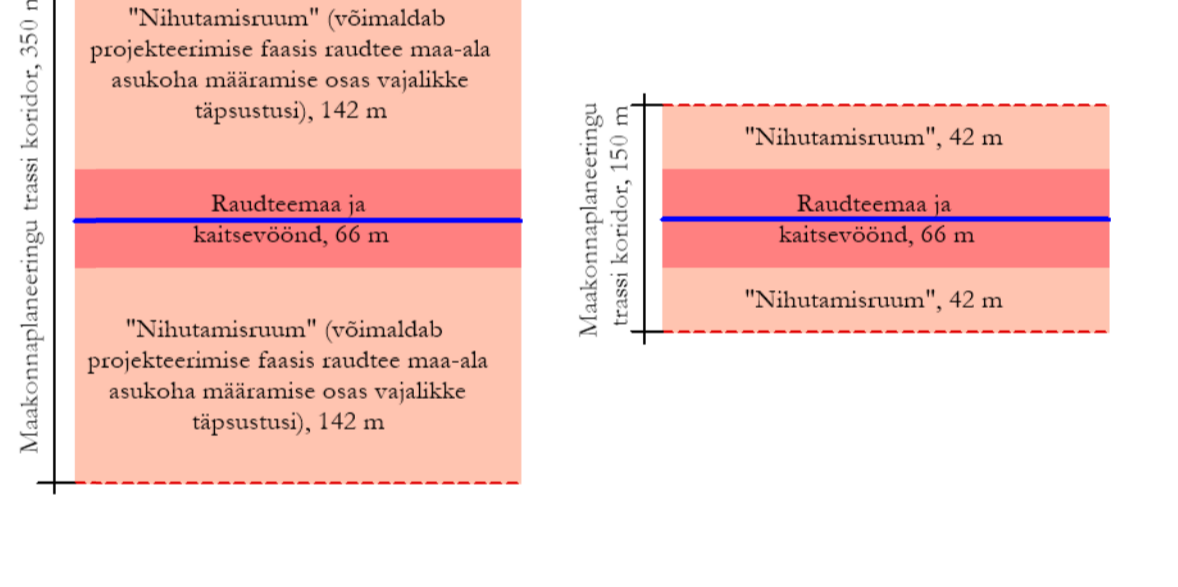 Maakonnaplaneeringu trassi koridor, 350
"Nihutamisruum" (võimaldab
projekteerimise faasis raudtee maa-ala
asukoha määramise osas vajalikke
täpsustusi), 142 m
Raudteemaa ja
kaitsevöönd, 66 m
"Nihutamisruum" (võimaldab
projekteerimise faasis raudtee maa-ala
asukoha määramise osas vajalikke
täpsustusi), 142 m
Maakonnaplaneeringu
trassi koridor, 150 m
"Nihutamisruum", 42 m
Raudteemaa ja
kaitsevöönd, 66 m
"Nihutamisruum", 42 m